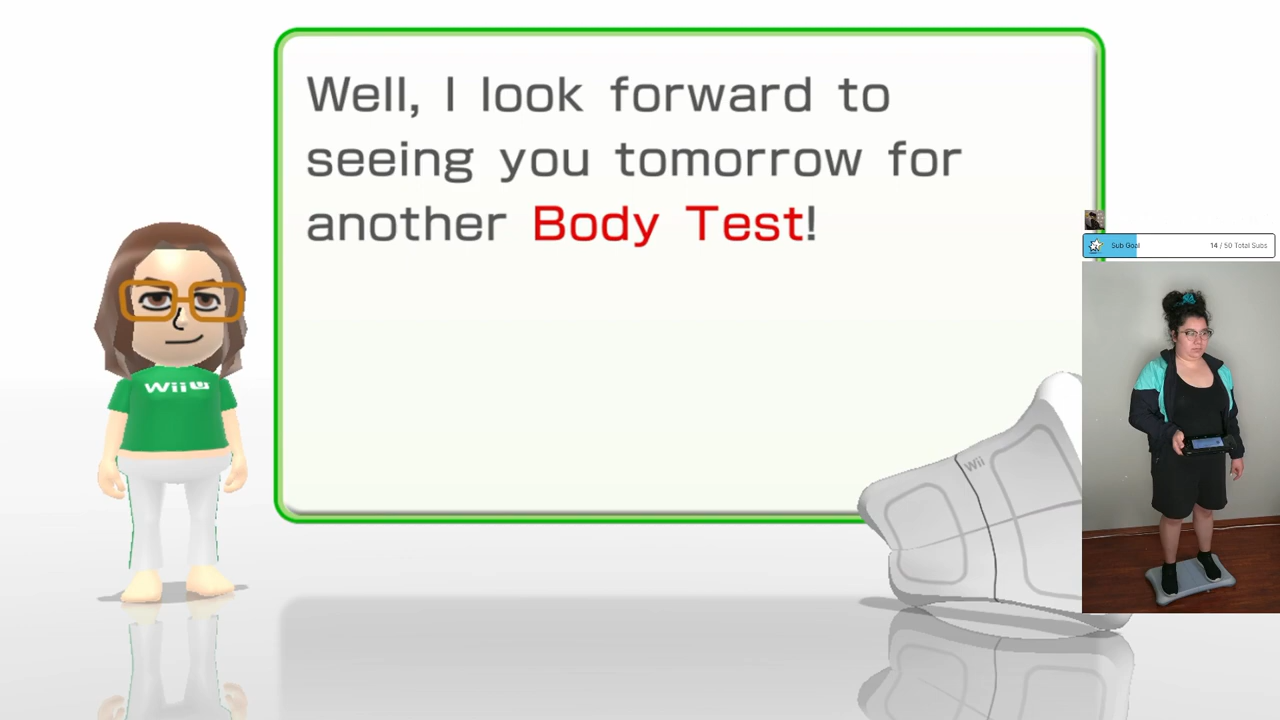 Well, I look forward to
seeing you tomorrow for
another Body Test!
Wii U
Wii
Sub Goal
14 / 50 Total Subs